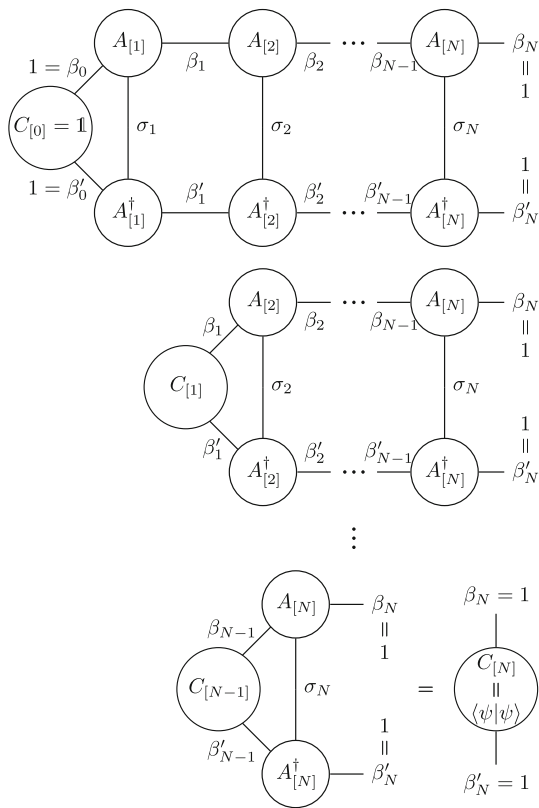 A_{[1]} A_{[2]} ⋯ A_{[N]} β_N
1 = β_0 β_1 β_2 β_{N−1} =
1
C_{[0]} = 𝟙 σ_1 σ_2 σ_N
1
1 = β′_0 β′_1 β′_2 β′_{N−1} =
A†_{[1]} A†_{[2]} ⋯ A†_{[N]} β′_N
A_{[2]} ⋯ A_{[N]} β_N
β_1 β_2 β_{N−1} =
1
C_{[1]} σ_2 σ_N
1
β′_1 β′_2 β′_{N−1} =
A†_{[2]} ⋯ A†_{[N]} β′_N
⋮
A_{[N]} β_N β_N = 1
β_{N−1} =
1
C_{[N−1]} σ_N = C_{[N]}
=
⟨ψ|ψ⟩
1
β′_{N−1} =
A†_{[N]} β′_N β′_N = 1